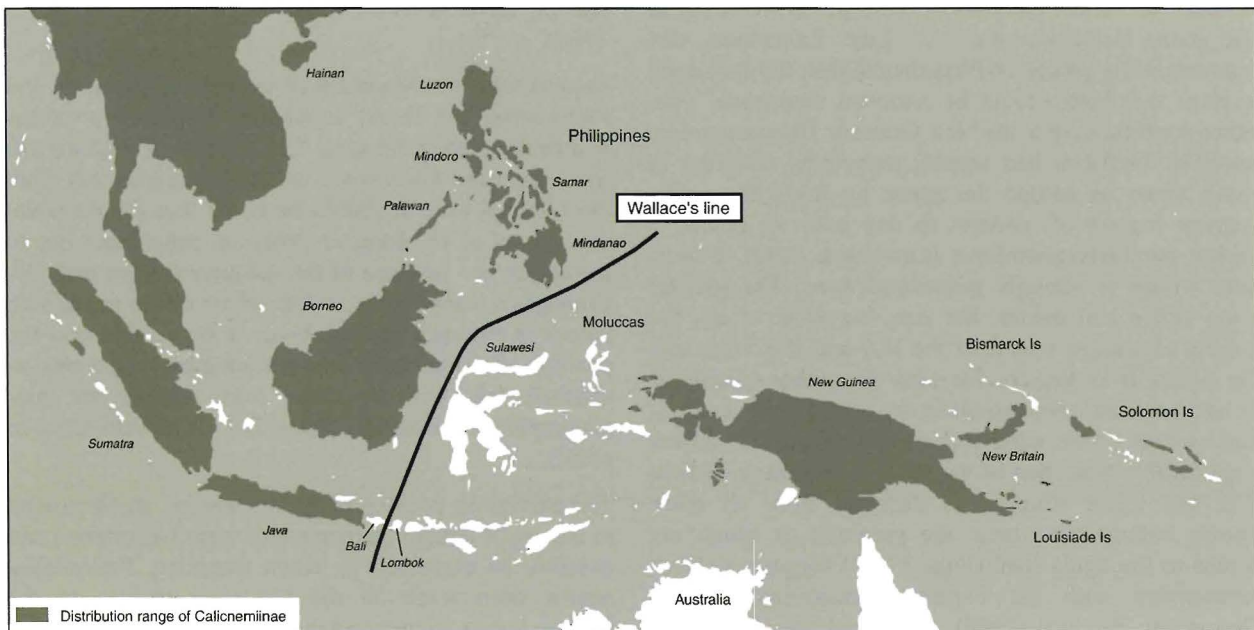 Hainan
Luzon
Philippines
Mindoro
Samar
Palawan
Wallace's line
Mindanao
Borneo
Moluccas
Sulawesi
Bismarck Is
New Guinea
Solomon Is
Sumatra
New Britain
Java
Bali
Lombok
Louisiade Is
Australia
Distribution range of Calicnemiinae